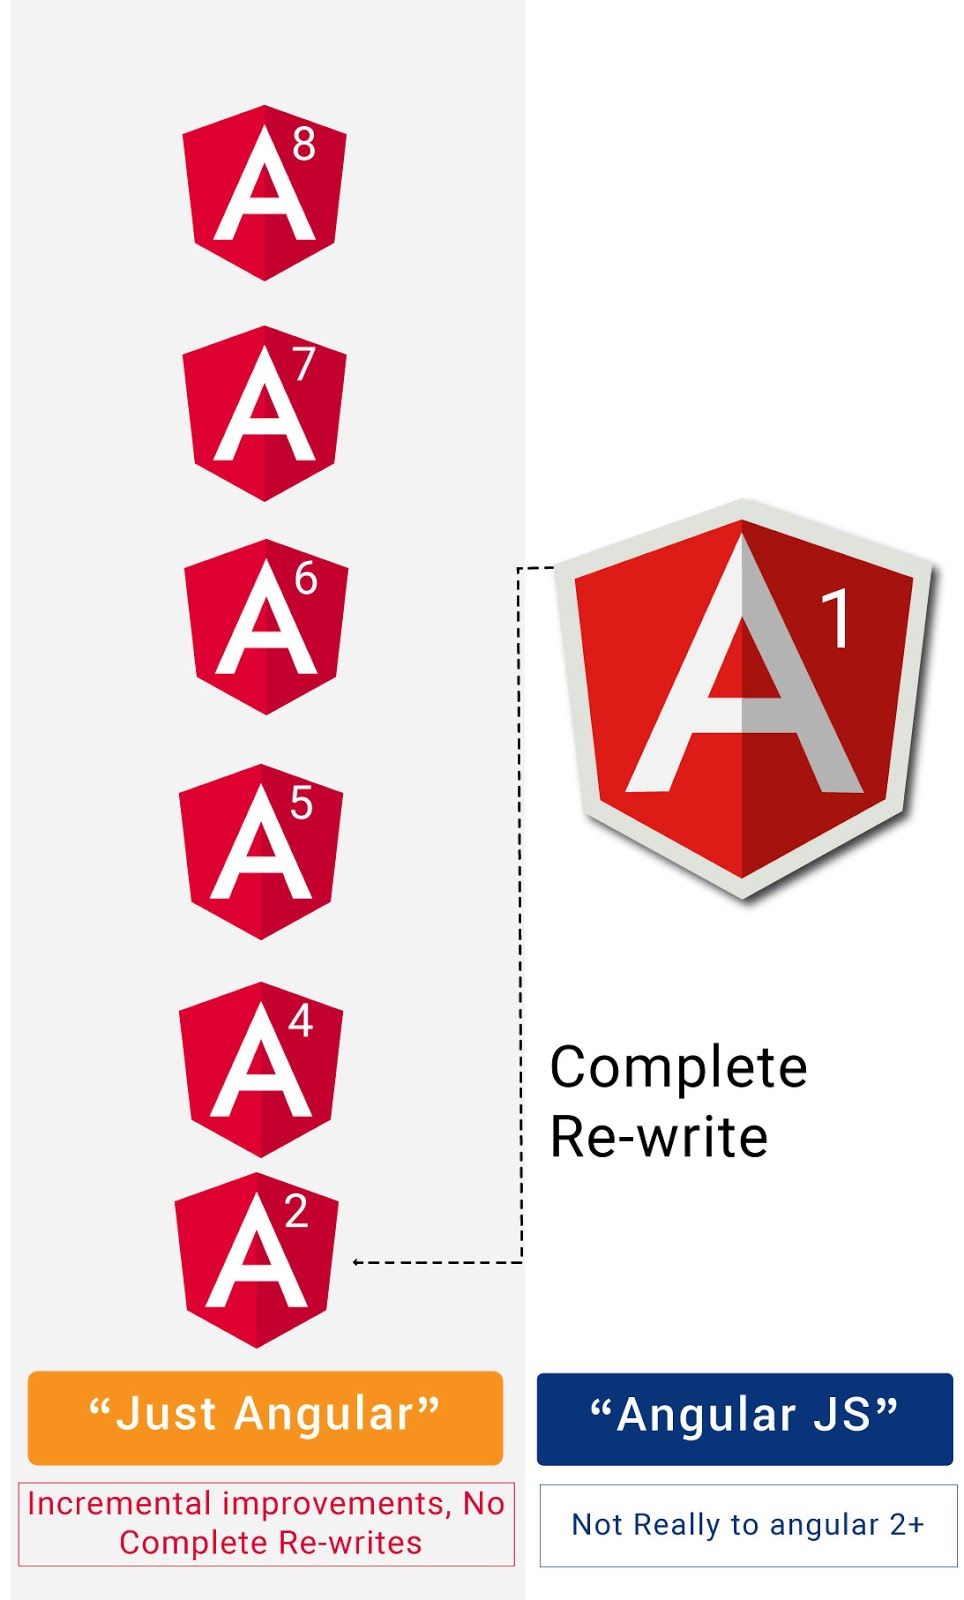 A 8
A 7
A 6
A 5
A 4
A 2
A 1
Complete
Re-write
“Just Angular”
Incremental improvements, No
Complete Re-writes
“Angular JS”
Not Really to angular 2+